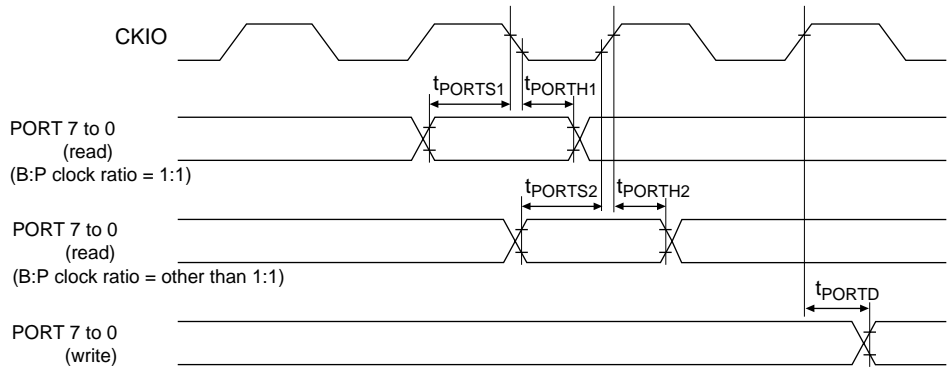 CKIO
tPORTS1
tPORTH1
PORT 7 to 0
(read)
(B:P clock ratio = 1:1)
tPORTS2
tPORTH2
PORT 7 to 0
(read)
(B:P clock ratio = other than 1:1)
tPORTD
PORT 7 to 0
(write)